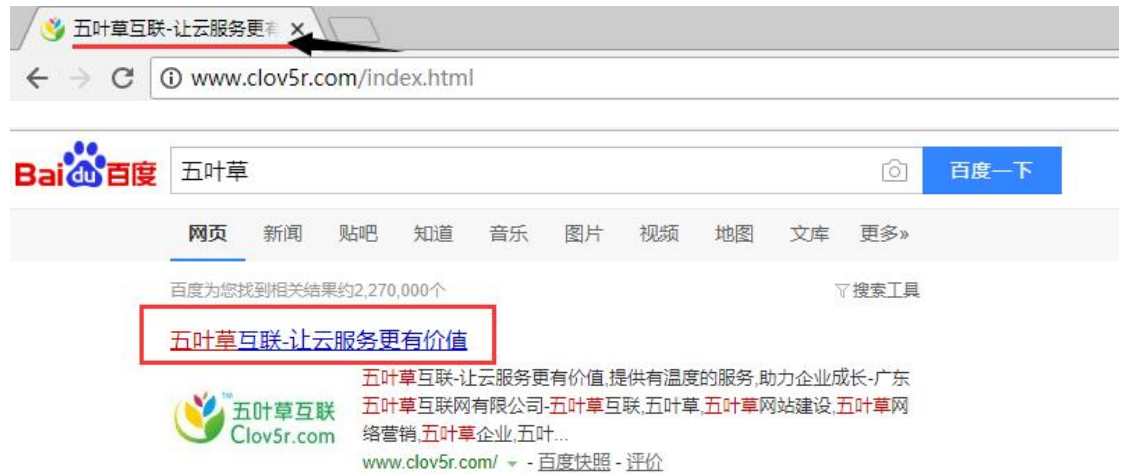 五叶草互联-让云服务更有
www.clov5r.com/index.html
Bai du 百度 五叶草 百度一下
网页 新闻 贴吧 知道 音乐 图片 视频 地图 文库 更多»
百度为您找到相关结果约2,270,000个 搜索工具
五叶草互联-让云服务更有价值
五叶草互联-让云服务更有价值,提供有温度的服务,助力企业成长-广东
五叶草互联网有限公司-五叶草互联,五叶草,五叶草网站建设,五叶草网
络营销,五叶草企业,五叶...
www.clov5r.com/ - 百度快照 - 评价
五叶草互联™
Clov5r.com